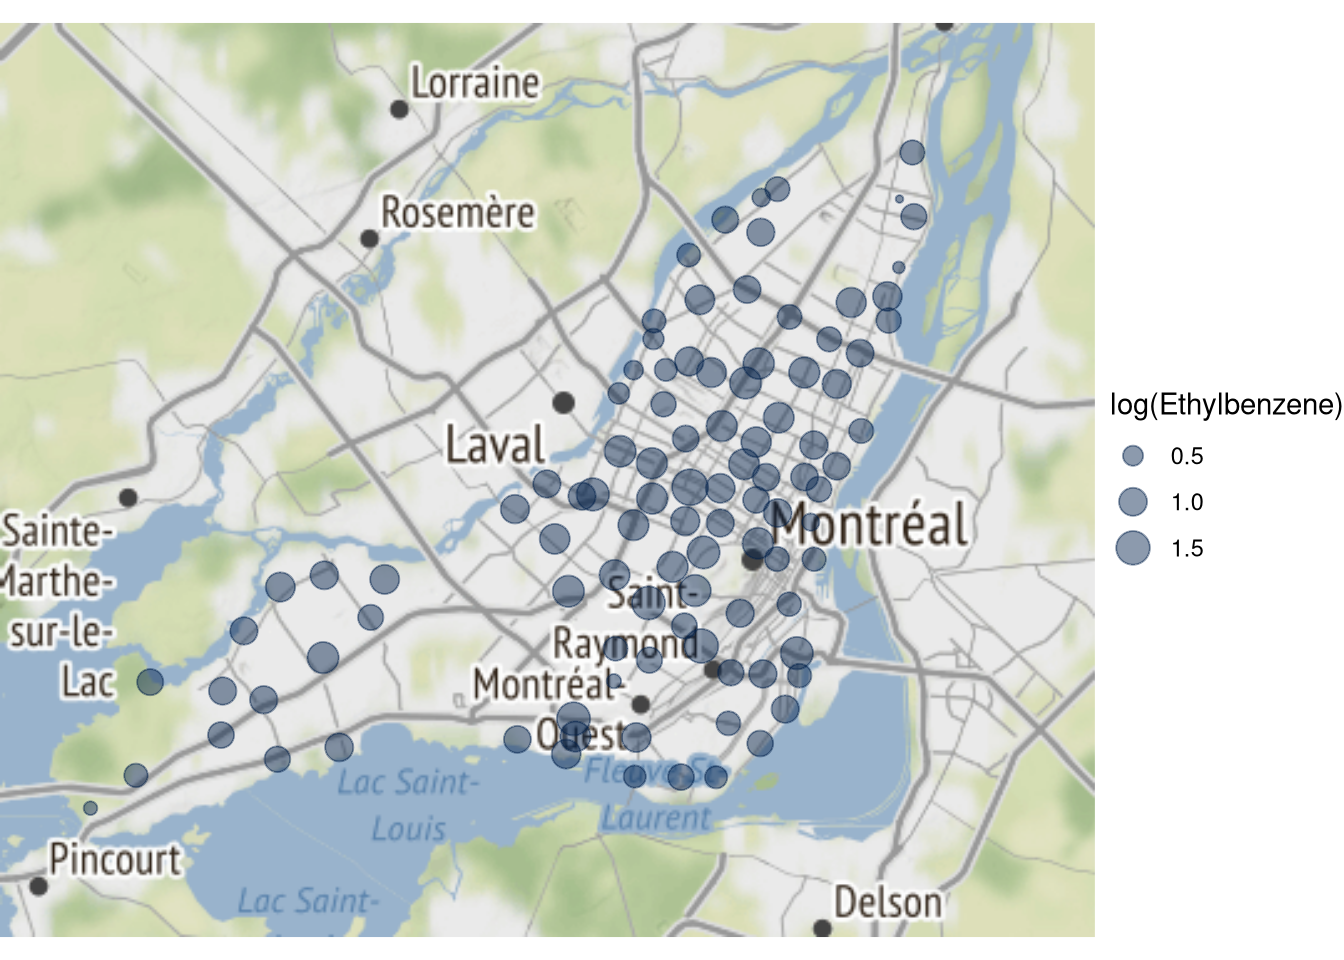 Lorraine
Rosemère
Laval
Sainte-
Marthe-
sur-le-
Lac
Montréal
Saint-
Raymond
Montréal-
Ouest
Lac Saint-
Louis
Fleuve St-
Laurent
Pincourt
Lac Saint-
Delson
log(Ethylbenzene)
0.5
1.0
1.5